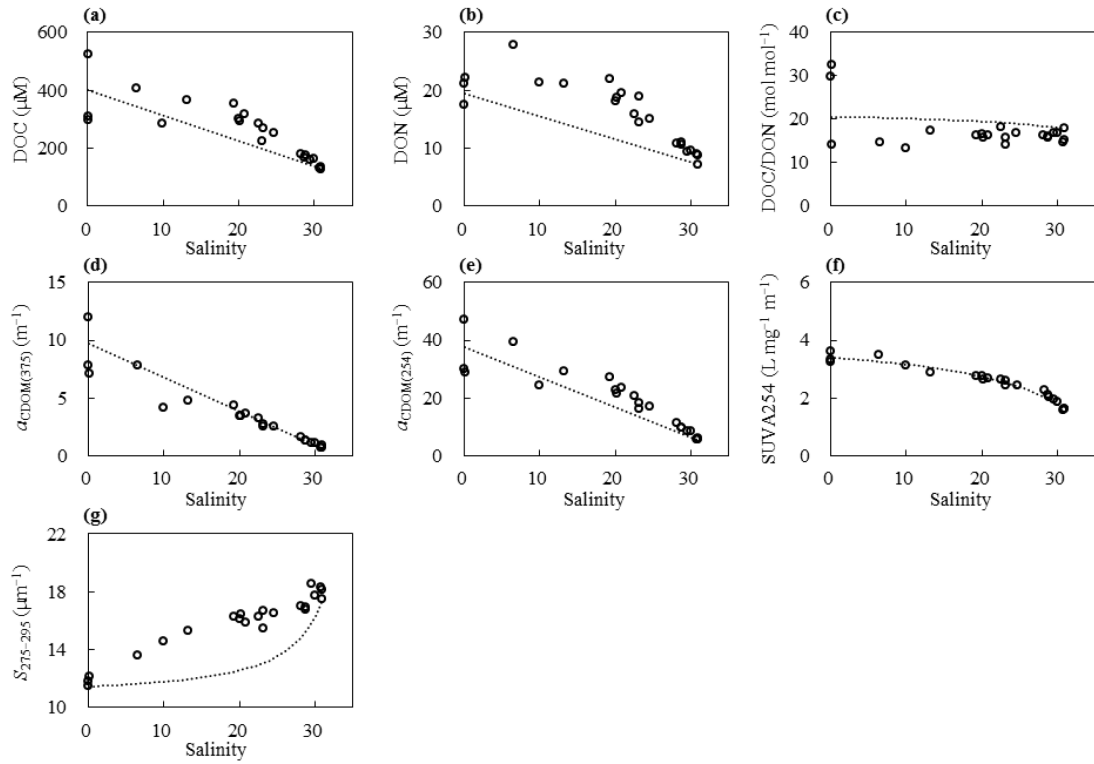 (a)
600
400
200
0
DOC (μM)
0 10 20 30
Salinity
(b)
30
20
10
0
DON (μM)
0 10 20 30
Salinity
(c)
40
30
20
10
0
DOC/DON (mol mol⁻¹)
0 10 20 30
Salinity
(d)
15
10
5
0
aCDOM(375) (m⁻¹)
0 10 20 30
Salinity
(e)
60
40
20
0
aCDOM(254) (m⁻¹)
0 10 20 30
Salinity
(f)
6
4
2
0
SUVA254 (L mg⁻¹ m⁻¹)
0 10 20 30
Salinity
(g)
22
18
14
10
S275–295 (μm⁻¹)
0 10 20 30
Salinity